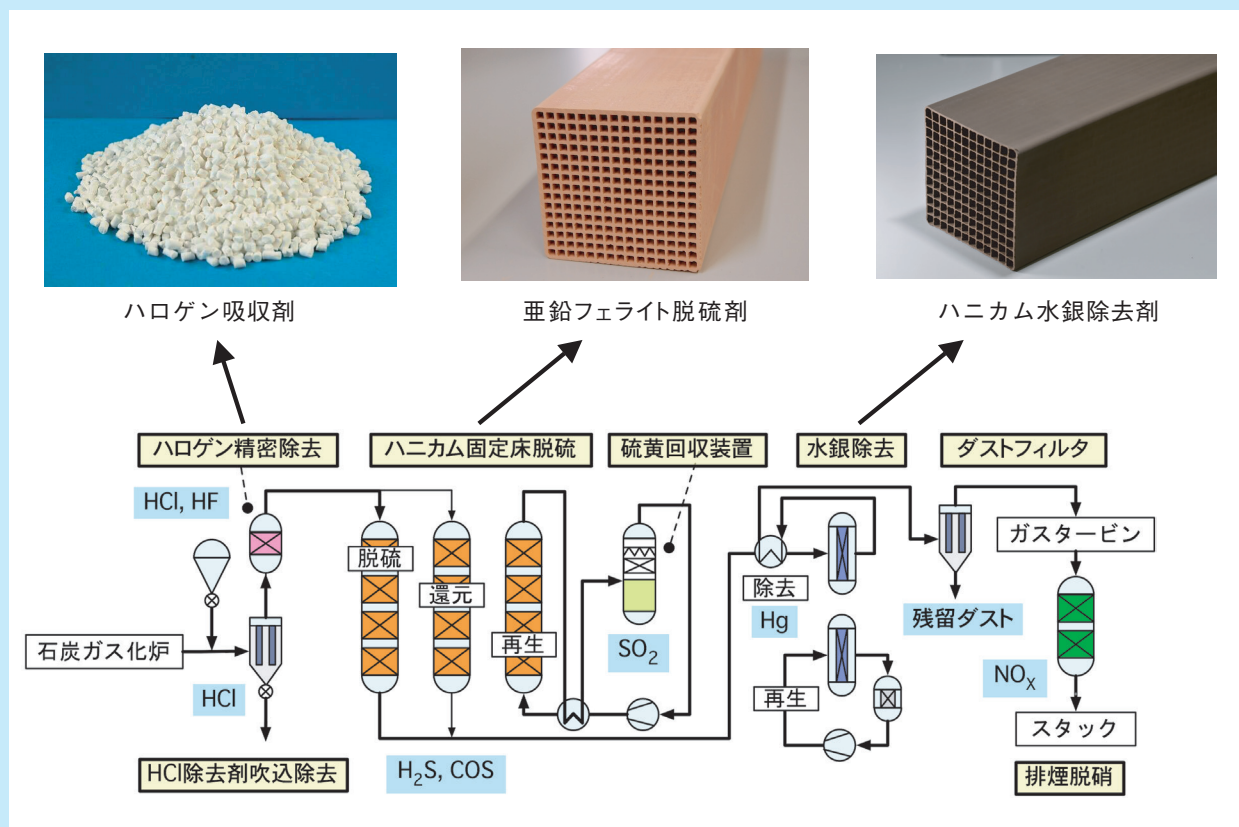 ハロゲン吸収剤
亜鉛フェライト脱硫剤
ハニカム水銀除去剤
ハロゲン精密除去
ハニカム固定床脱硫
硫黄回収装置
水銀除去
ダストフィルタ
HCl, HF
ガスタービン
脱硫
還元
除去
Hg
残留ダスト
石炭ガス化炉
再生
SO₂
NOX
HCl
再生
スタック
HCl除去剤吹込除去
H₂S, COS
排煙脱硝